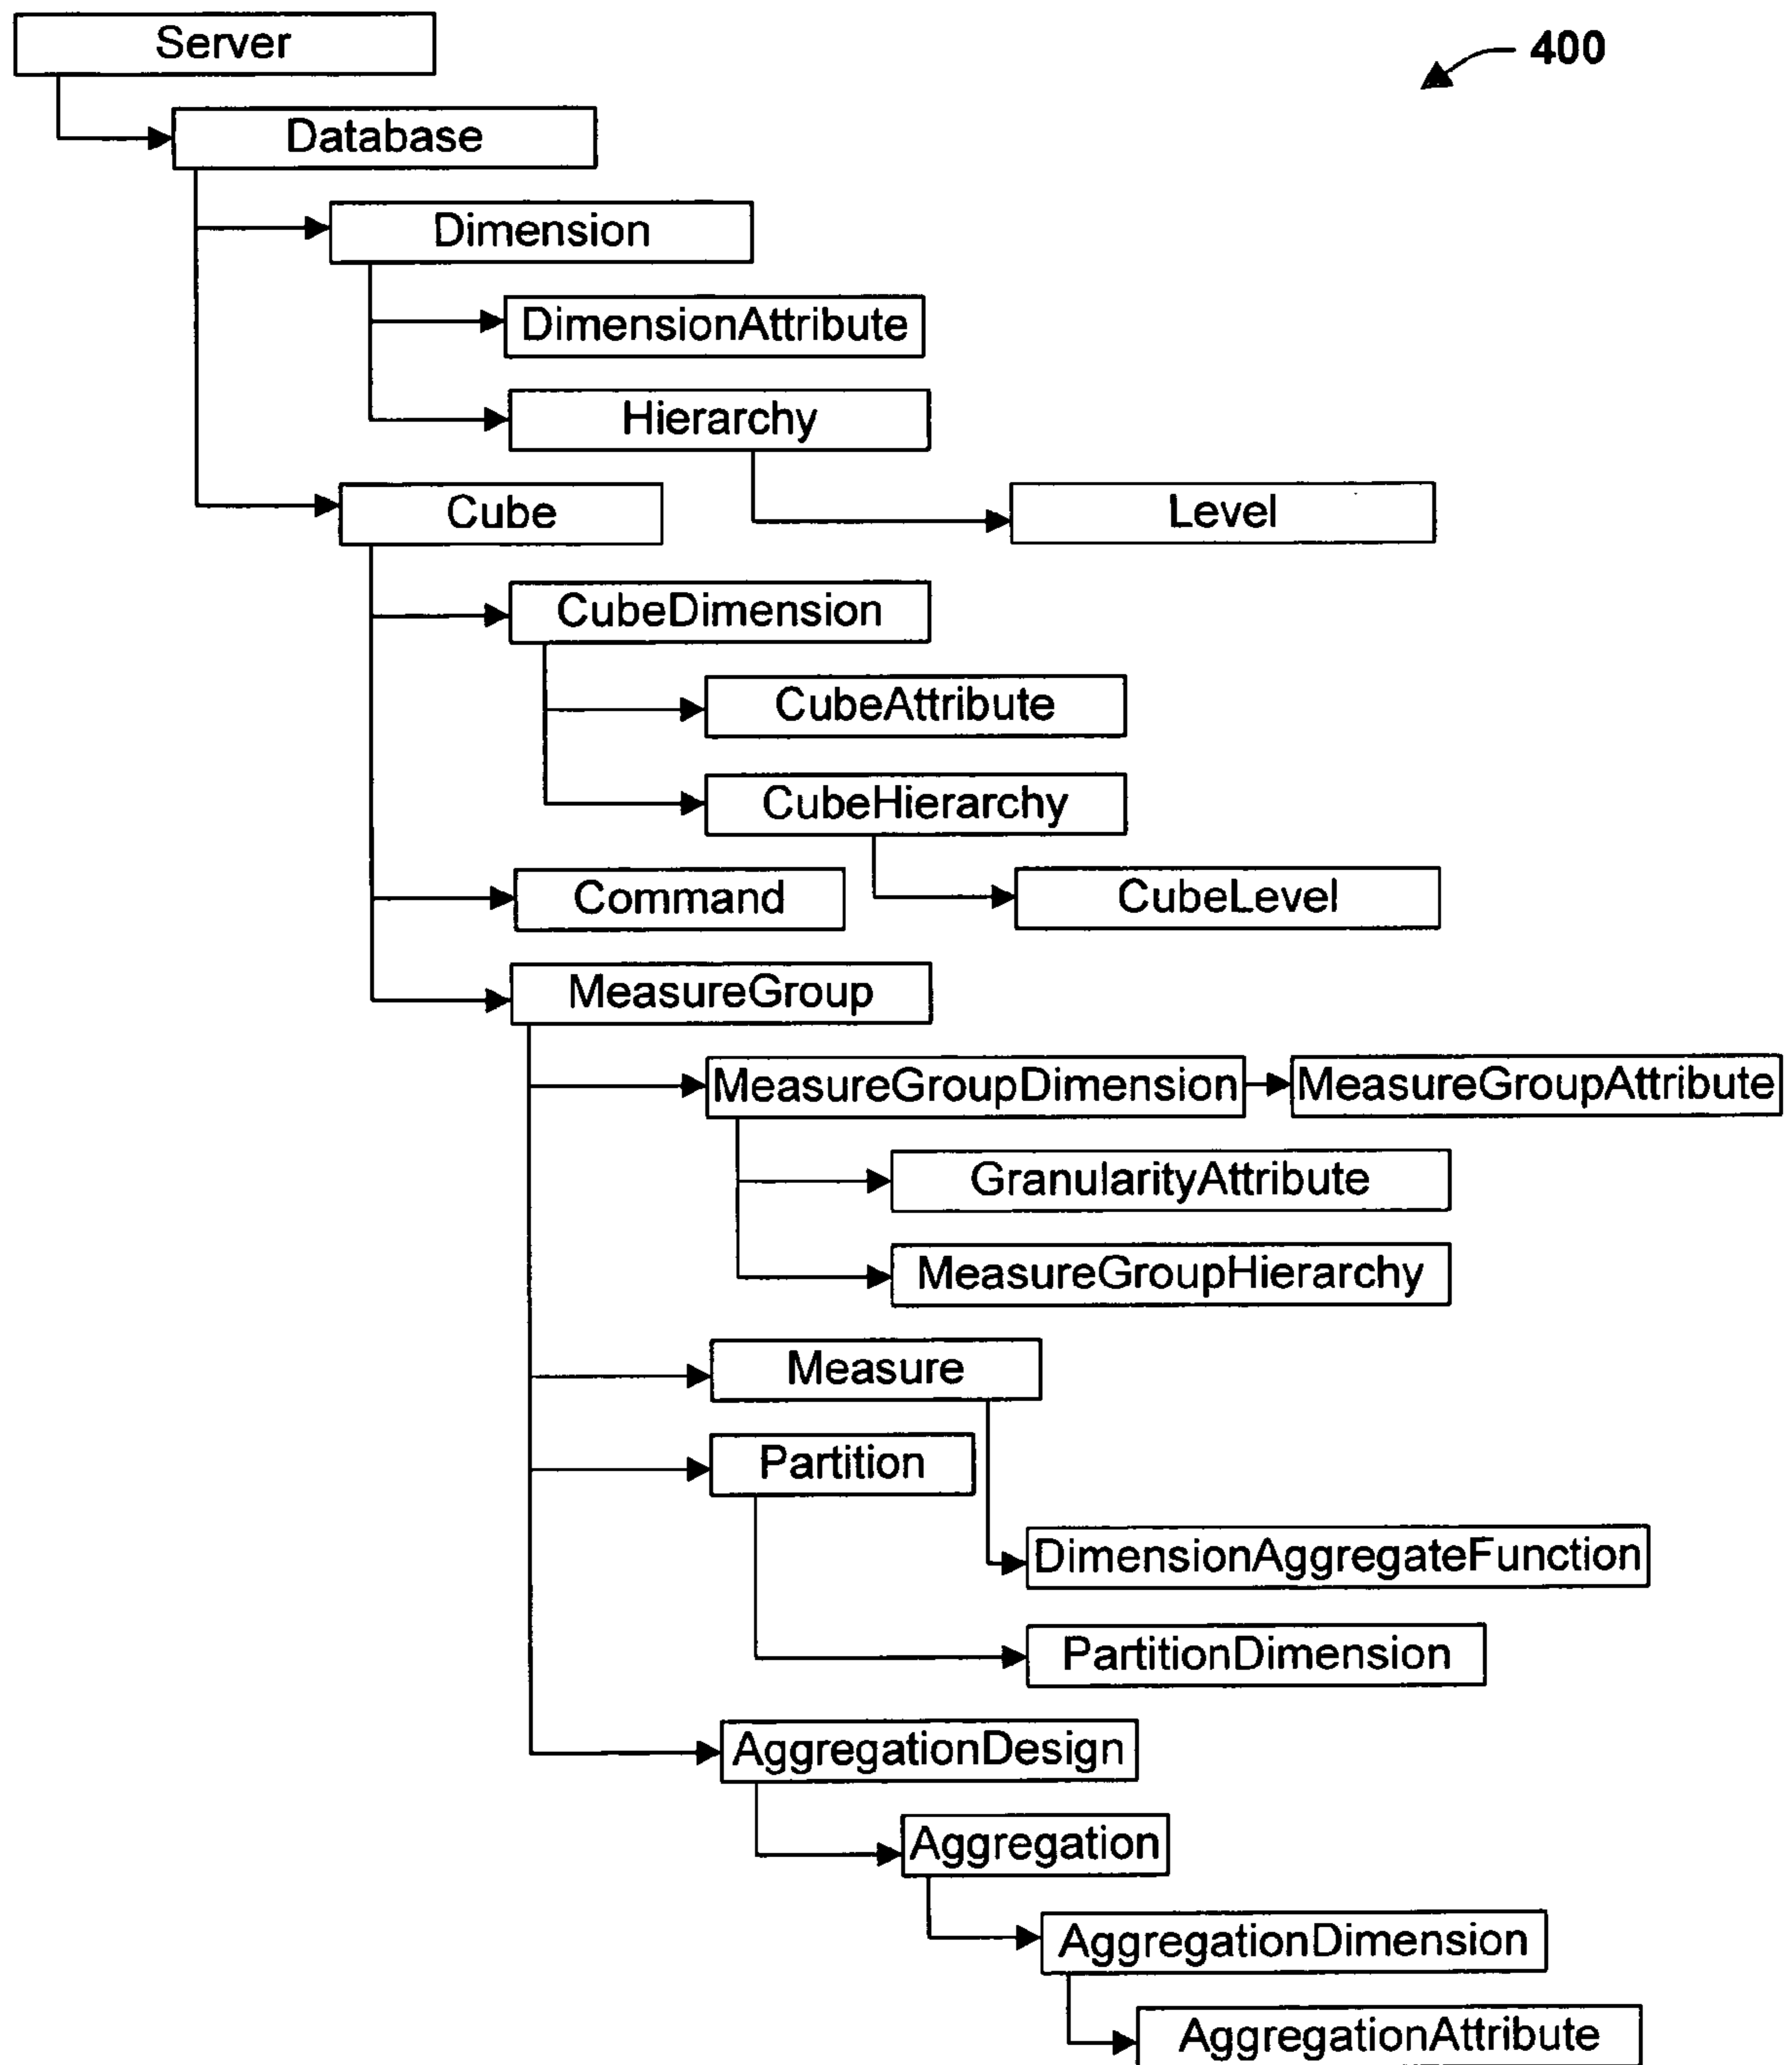 Server
400
Database
Dimension
DimensionAttribute
Hierarchy
Cube
Level
CubeDimension
CubeAttribute
CubeHierarchy
Command
CubeLevel
MeasureGroup
MeasureGroupDimension
MeasureGroupAttribute
GranularityAttribute
MeasureGroupHierarchy
Measure
Partition
DimensionAggregateFunction
PartitionDimension
AggregationDesign
Aggregation
AggregationDimension
AggregationAttribute